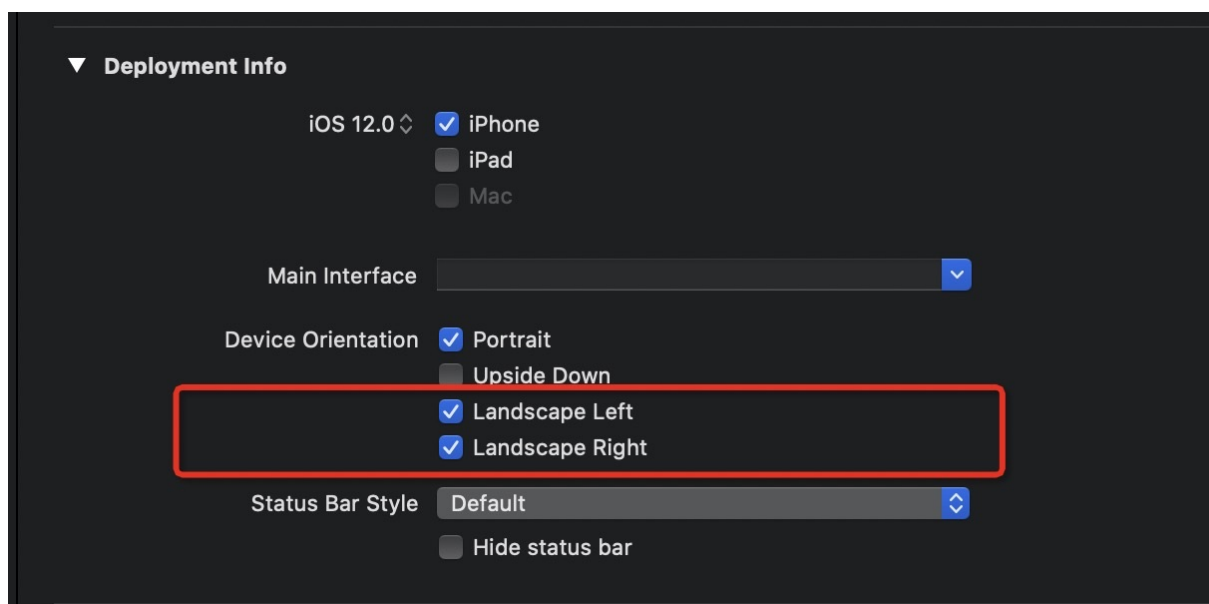 Deployment Info
iOS 12.0 iPhone
iPad
Mac
Main Interface
Device Orientation Portrait
Upside Down
Landscape Left
Landscape Right
Status Bar Style Default
Hide status bar